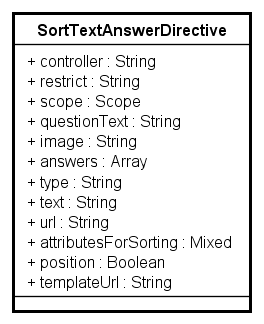 SortTextAnswerDirective
+ controller : String
+ restrict : String
+ scope : Scope
+ questionText : String
+ image : String
+ answers : Array
+ type : String
+ text : String
+ url : String
+ attributesForSorting : Mixed
+ position : Boolean
+ templateUrl : String